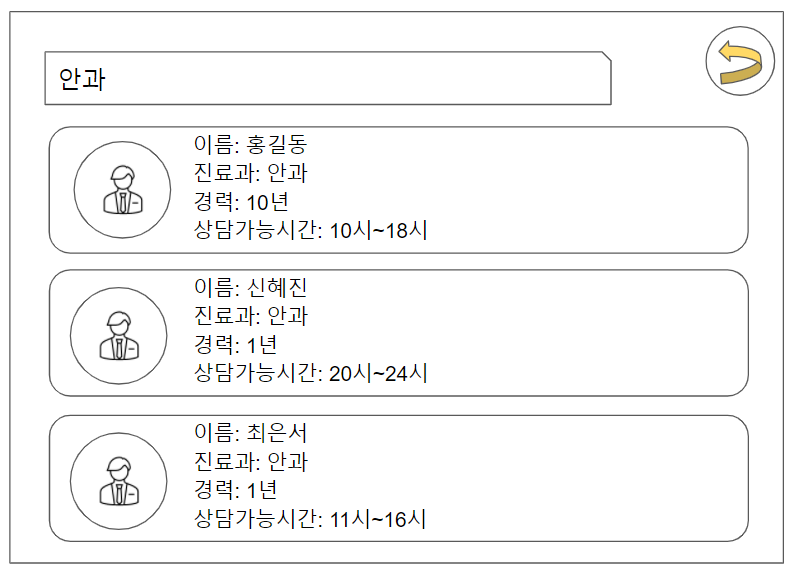 안과
이름: 홍길동
진료과: 안과
경력: 10년
상담가능시간: 10시~18시
이름: 신혜진
진료과: 안과
경력: 1년
상담가능시간: 20시~24시
이름: 최은서
진료과: 안과
경력: 1년
상담가능시간: 11시~16시